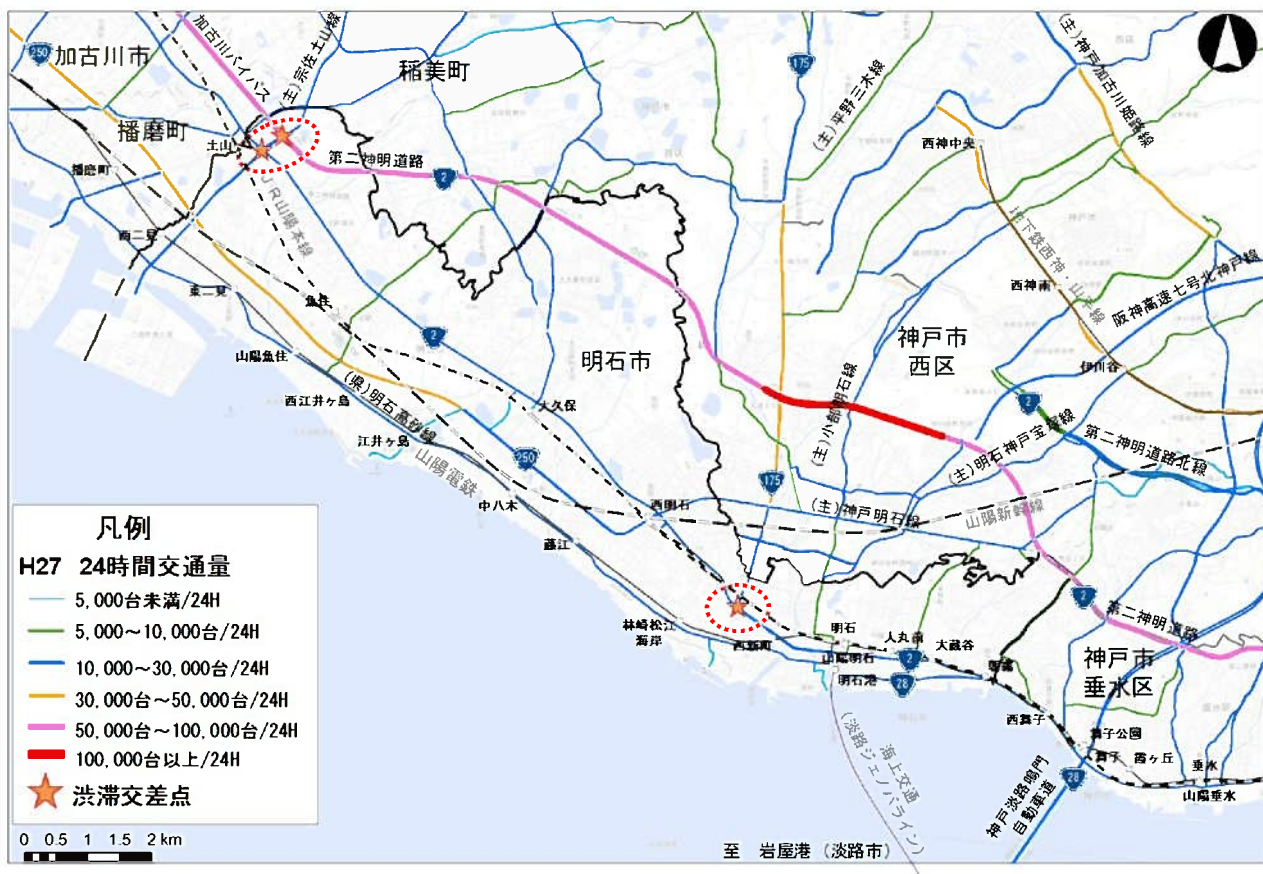 250
加古川市
加古川バイパス
(主)宗佐土山線
稲美町
175
(主)平野三木線
(主)神戸加古川姫路線
播磨町
土山
播磨町
第二神明道路
2
西神中央
JR山陽本線
地下鉄西神・山手線
西二見
東二見
魚住
2
西神南
阪神高速七号北神戸線
山陽魚住
明石市
神戸市
西区
伊川谷
西江井ヶ島
(県)明石高砂線
大久保
(主)小部明石線
2
(主)明石神戸宝塚線
第二神明道路北線
江井ヶ島
山陽電鉄
250
175
中八木
西明石
(主)神戸明石線
山陽新幹線
藤江
2
第二神明道路
林崎松江
海岸
西新町
明石
人丸前
大蔵谷
朝霧
山陽明石
2
明石港
28
神戸市
垂水区
西舞子
舞子公園
舞子
霞ヶ丘
垂水
山陽垂水
28
神戸淡路鳴門
自動車道
海上交通
(淡路ジェノバライン)
至 岩屋港 (淡路市)
凡例
H27 24時間交通量
5,000台未満/24H
5,000～10,000台/24H
10,000～30,000台/24H
30,000台～50,000台/24H
50,000台～100,000台/24H
100,000台以上/24H
渋滞交差点
0 0.5 1 1.5 2 km